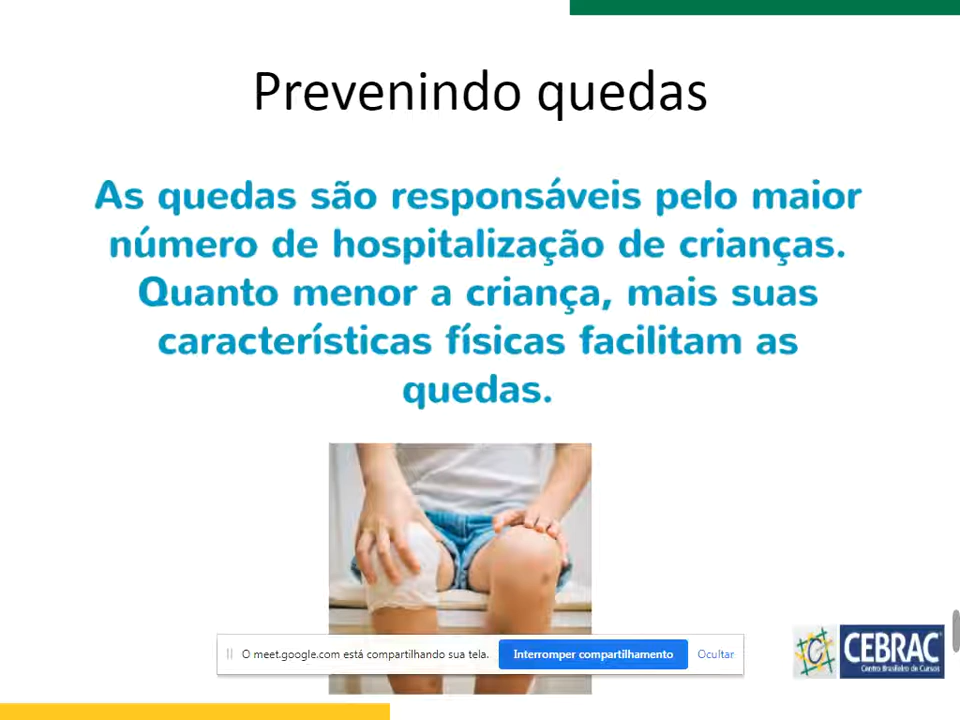 Prevenindo quedas
As quedas são responsáveis pelo maior
número de hospitalização de crianças.
Quanto menor a criança, mais suas
características físicas facilitam as
quedas.
O meet.google.com está compartilhando sua tela. Interromper compartilhamento Ocultar
CEBRAC
Centro Brasileiro de Cursos